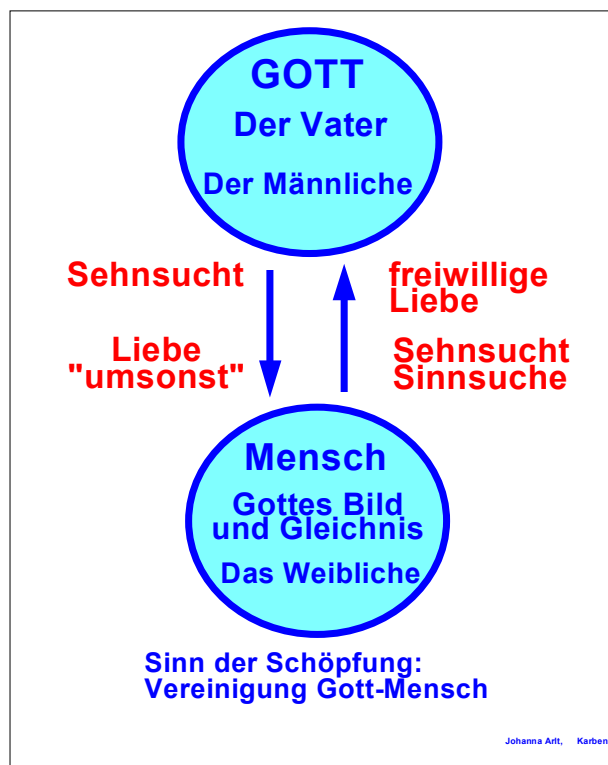 GOTT
Der Vater
Der Männliche
Sehnsucht
Liebe
"umsonst"
freiwillige
Liebe
Sehnsucht
Sinnsuche
Mensch
Gottes Bild
und Gleichnis
Das Weibliche
Sinn der Schöpfung:
Vereinigung Gott-Mensch
Johanna Arlt, Karben